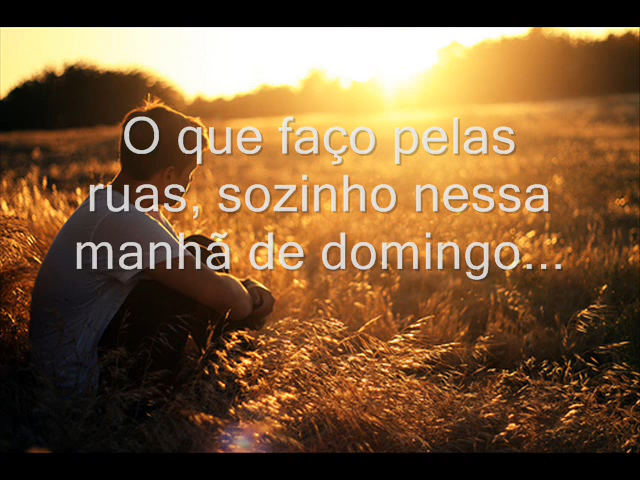 O que faço pelas
ruas, sozinho nessa
manhã de domingo...